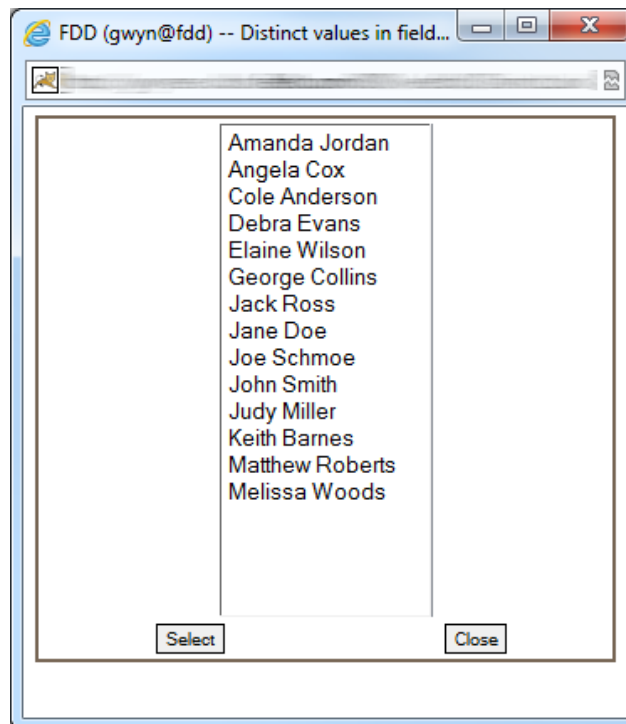 FDD (gwyn@fdd) -- Distinct values in field...
Amanda Jordan
Angela Cox
Cole Anderson
Debra Evans
Elaine Wilson
George Collins
Jack Ross
Jane Doe
Joe Schmoe
John Smith
Judy Miller
Keith Barnes
Matthew Roberts
Melissa Woods
Select Close